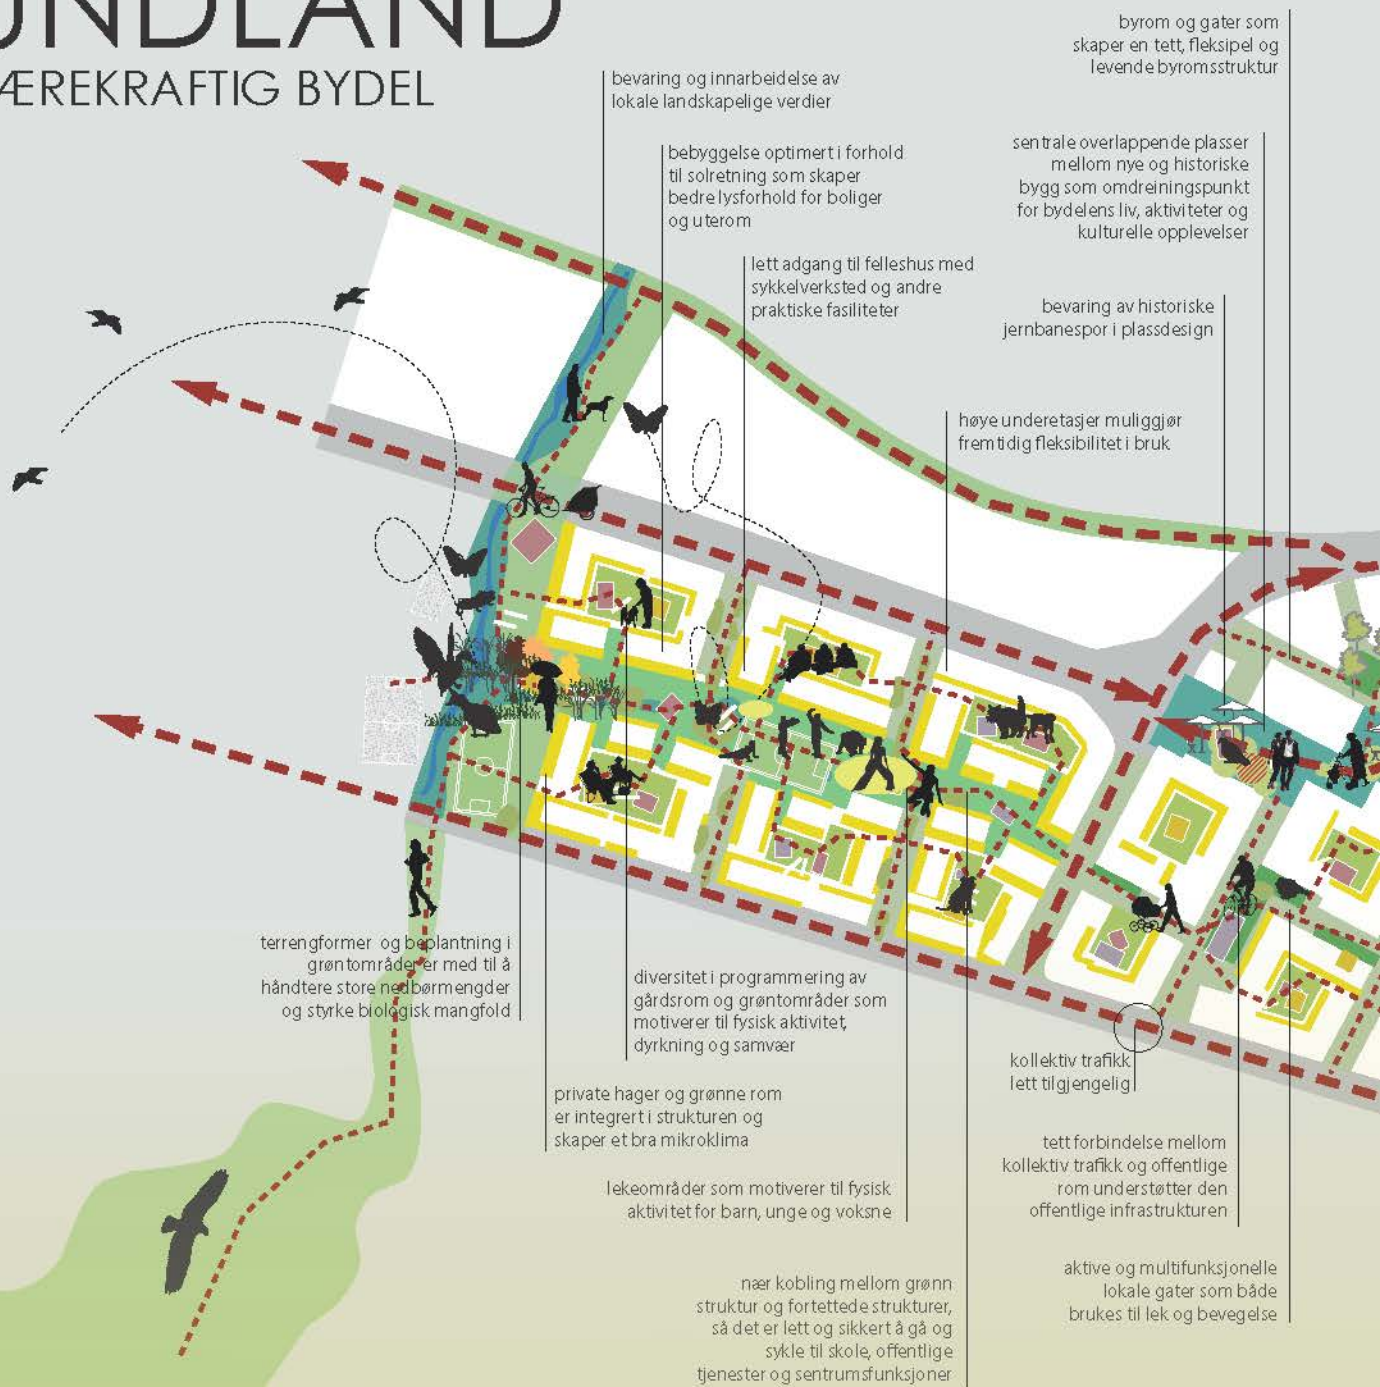 UNDLAND
ÆREKRAFTIG BYDEL
byrom og gater som
skaper en tett, fleksipel og
levende byromsstruktur
bevaring og innarbeidelse av
lokale landskapelige verdier
sentrale overlappende plasser
mellom nye og historiske
bygg som omdreiningspunkt
for bydelens liv, aktiviteter og
kulturelle opplevelser
bebyggelse optimert i forhold
til solretning som skaper
bedre lysforhold for boliger
og uterom
lett adgang til felleshus med
sykkelverksted og andre
praktiske fasiliteter
bevaring av historiske
jernbanespor i plassdesign
høye underetasjer muliggjør
fremtidig fleksibilitet i bruk
terrengformer og beplantning i
grøntområder er med til å
håndtere store nedbørmengder
og styrke biologisk mangfold
diversitet i programmering av
gårdsrom og grøntområder som
motiverer til fysisk aktivitet,
dyrkning og samvær
kollektiv trafikk
lett tilgjengelig
private hager og grønne rom
er integrert i strukturen og
skaper et bra mikroklima
tett forbindelse mellom
kollektiv trafikk og offentlige
rom understøtter den
offentlige infrastrukturen
lekeområder som motiverer til fysisk
aktivitet for barn, unge og voksne
aktive og multifunksjonelle
lokale gater som både
brukes til lek og bevegelse
nær kobling mellom grønn
struktur og fortettede strukturer,
så det er lett og sikkert å gå og
sykle til skole, offentlige
tjenester og sentrumsfunksjoner